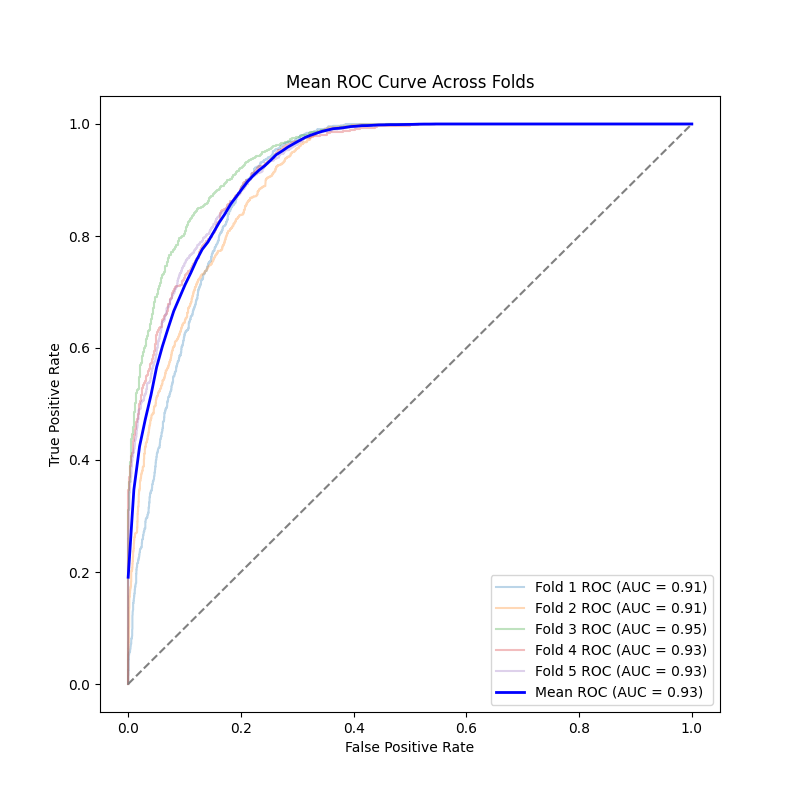 Mean ROC Curve Across Folds
True Positive Rate
1.0
0.8
0.6
0.4
0.2
0.0
0.0 0.2 0.4 0.6 0.8 1.0
False Positive Rate
Fold 1 ROC (AUC = 0.91)
Fold 2 ROC (AUC = 0.91)
Fold 3 ROC (AUC = 0.95)
Fold 4 ROC (AUC = 0.93)
Fold 5 ROC (AUC = 0.93)
Mean ROC (AUC = 0.93)